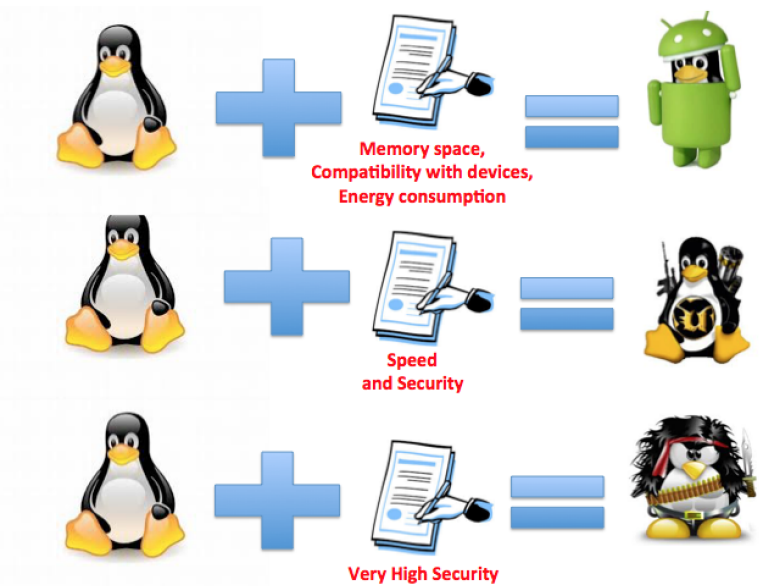 Memory space,
Compatibility with devices,
Energy consumption
Speed
and Security
Very High Security